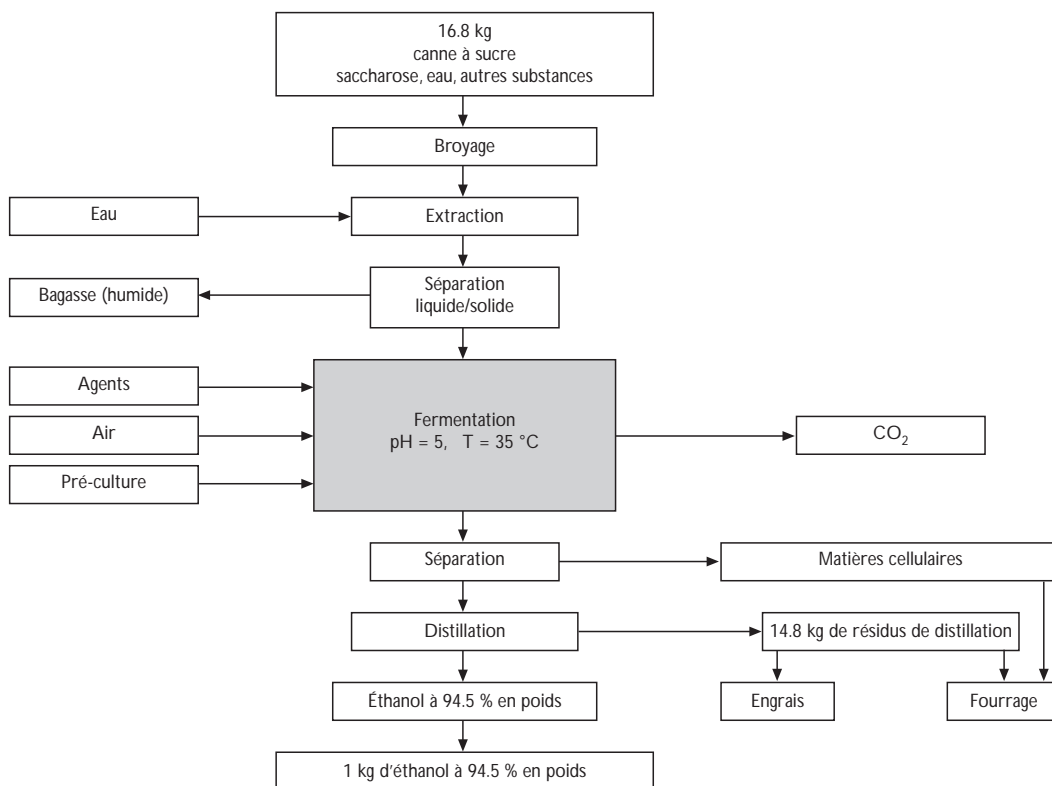 16.8 kg
canne à sucre
saccharose, eau, autres substances
Broyage
Eau
Extraction
Séparation
liquide/solide
Bagasse (humide)
Agents
Air
Pré-culture
Fermentation
pH = 5, T = 35 °C
CO₂
Séparation
Matières cellulaires
Distillation
14.8 kg de résidus de distillation
Éthanol à 94.5 % en poids
Engrais
Fourrage
1 kg d'éthanol à 94.5 % en poids